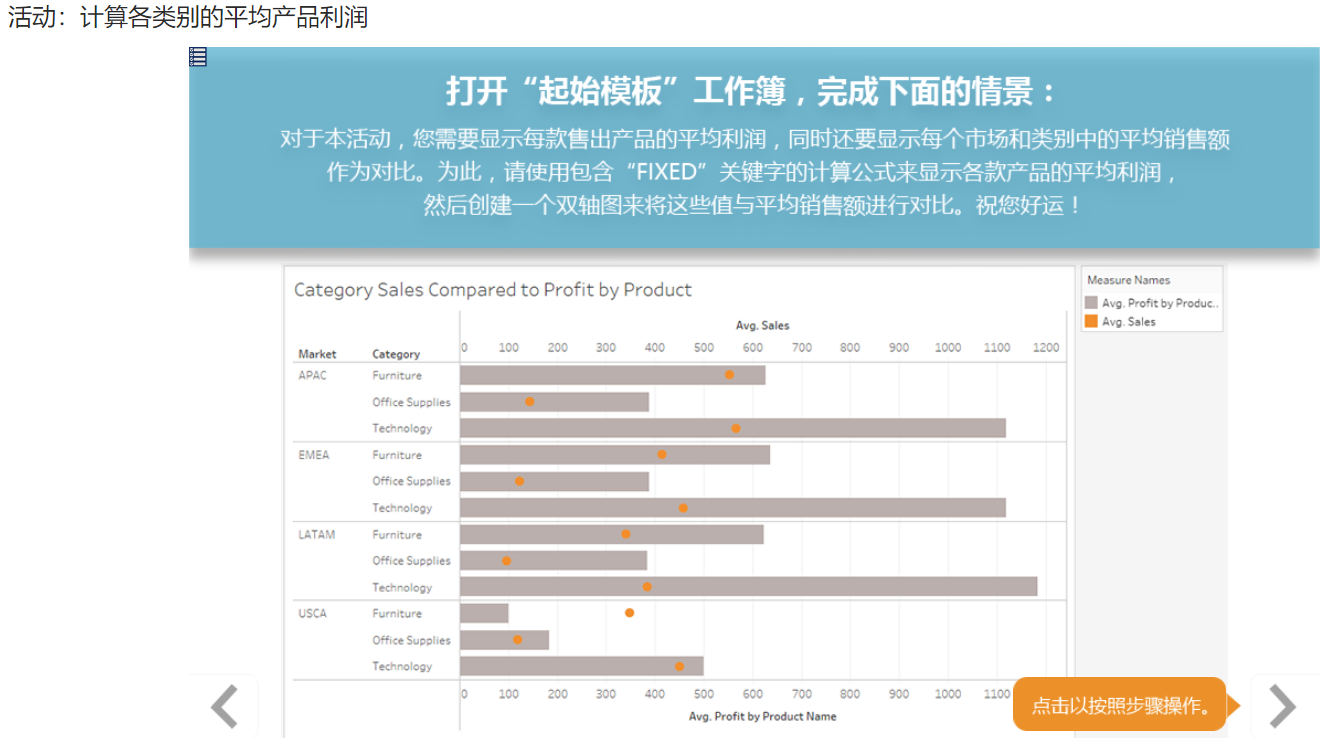 活动：计算各类别的平均产品利润
打开“起始模板”工作簿，完成下面的情景：
对于本活动，您需要显示每款售出产品的平均利润，同时还要显示每个市场和类别中的平均销售额
作为对比。为此，请使用包含“FIXED”关键字的计算公式来显示各款产品的平均利润，
然后创建一个双轴图来将这些值与平均销售额进行对比。祝您好运！
Category Sales Compared to Profit by Product
Measure Names
Avg. Profit by Produc..
Avg. Sales
Avg. Sales
Market Category 0 100 200 300 400 500 600 700 800 900 1000 1100 1200
APAC Furniture
Office Supplies
Technology
EMEA Furniture
Office Supplies
Technology
LATAM Furniture
Office Supplies
Technology
USCA Furniture
Office Supplies
Technology
0 100 200 300 400 500 600 700 800 900 1000 1100
Avg. Profit by Product Name
点击以按照步骤操作。